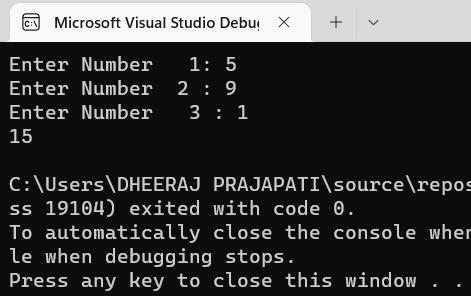 Microsoft Visual Studio Debu
Enter Number   1: 5
Enter Number  2 : 9
Enter Number   3 : 1
15
C:\Users\DHEERAJ PRAJAPATI\source\repos
ss 19104) exited with code 0.
To automatically close the console when
le when debugging stops.
Press any key to close this window . .